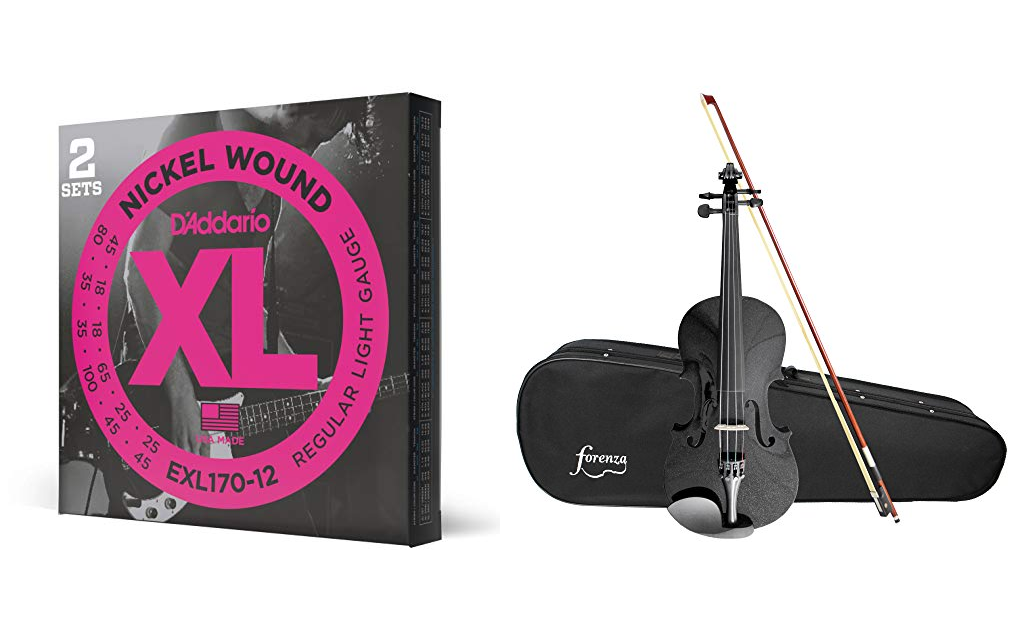 2
SETS
NICKEL WOUND
D'Addario
XL
USA MADE
REGULAR LIGHT GAUGE
EXL170-12
80 • 35 • 35 • 100 • 45 • 45
45 • 18 • 18 • 65 • 25 • 25
forenza